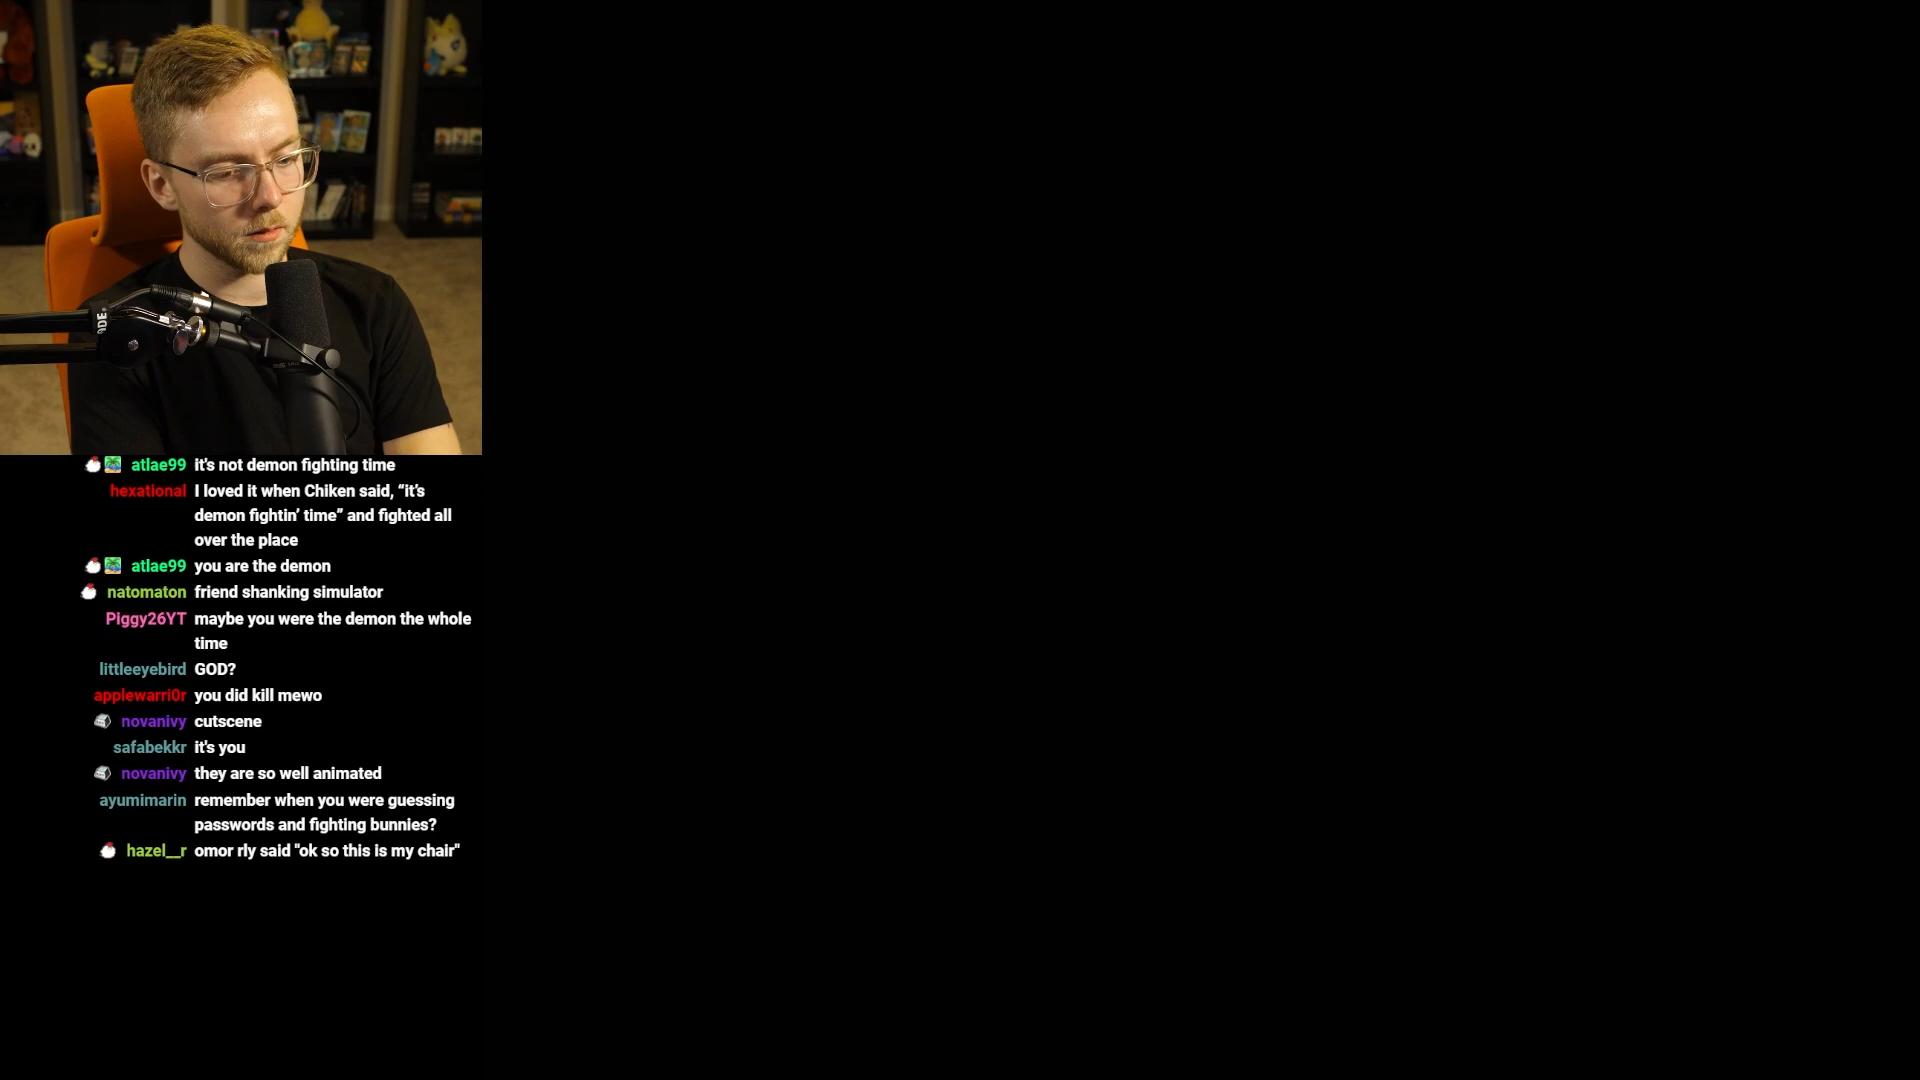 atlae99 it's not demon fighting time
hexational I loved it when Chiken said, “it’s
demon fightin’ time” and fighted all
over the place
atlae99 you are the demon
natomaton friend shanking simulator
Piggy26YT maybe you were the demon the whole
time
littleeyebird GOD?
applewarri0r you did kill mewo
novanivy cutscene
safabekkr it's you
novanivy they are so well animated
ayumimarin remember when you were guessing
passwords and fighting bunnies?
hazel__r omor rly said "ok so this is my chair"